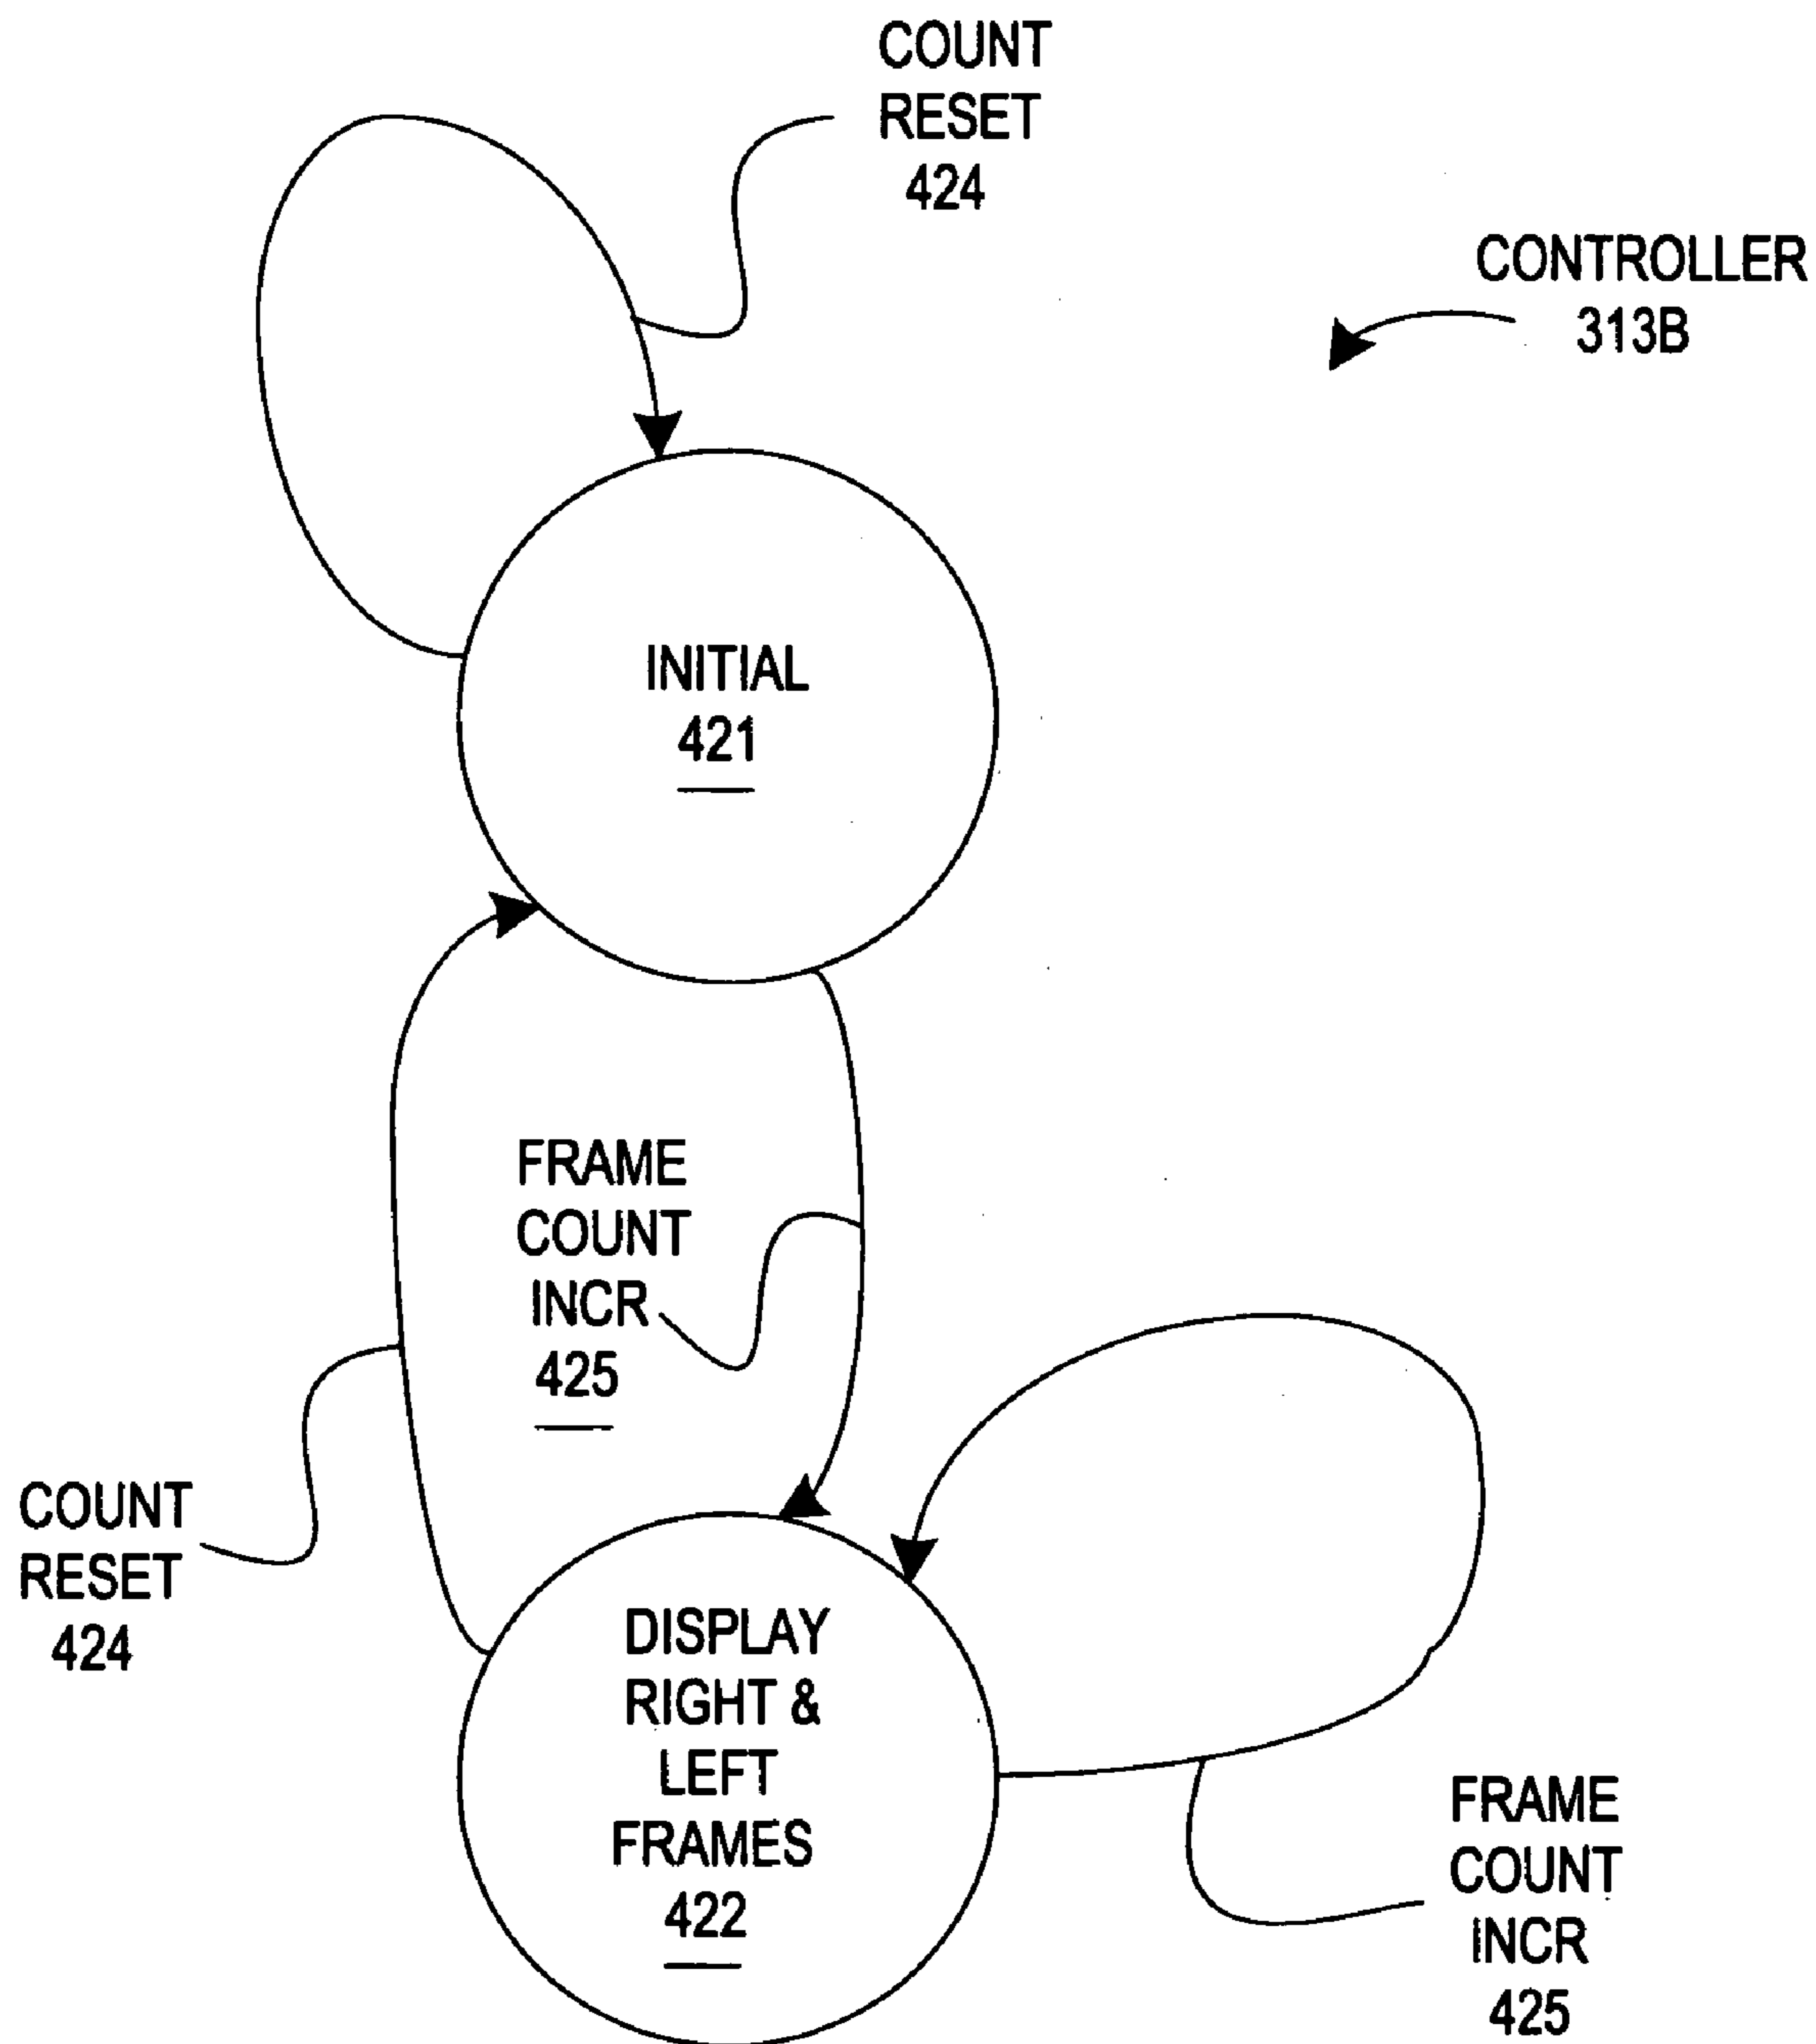 COUNT
RESET
424
CONTROLLER
313B
INITIAL
421
FRAME
COUNT
INCR
425
COUNT
RESET
424
DISPLAY
RIGHT &
LEFT
FRAMES
422
FRAME
COUNT
INCR
425